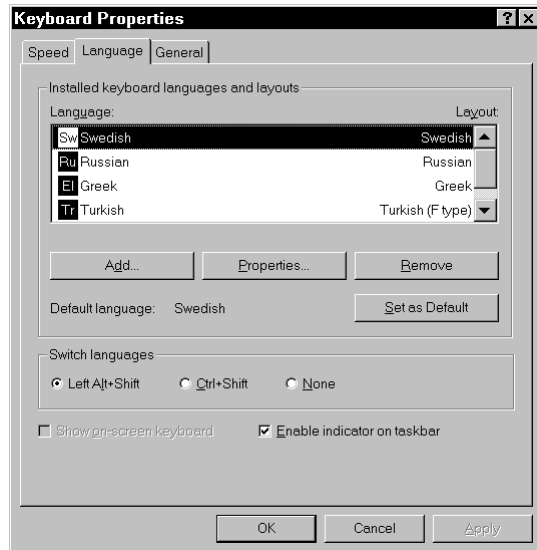 Keyboard Properties
Speed Language General
Installed keyboard languages and layouts
Language: Layout:
Sw Swedish Swedish
Ru Russian Russian
El Greek Greek
Tr Turkish Turkish (F type)
Add... Properties... Remove
Default language: Swedish Set as Default
Switch languages
Left Alt+Shift Ctrl+Shift None
Show on-screen keyboard Enable indicator on taskbar
OK Cancel Apply